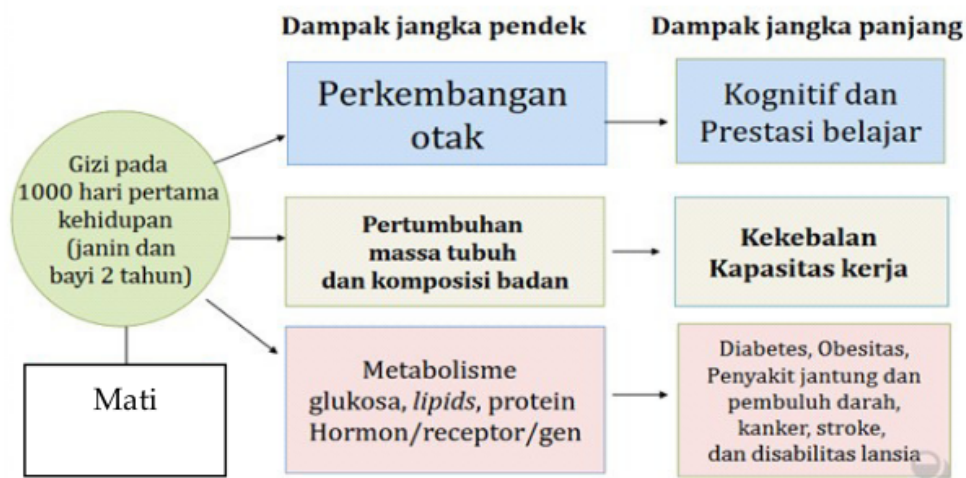 Dampak jangka pendek
Dampak jangka panjang
Gizi pada
1000 hari pertama
kehidupan
(janin dan
bayi 2 tahun)
Mati
Perkembangan
otak
Kognitif dan
Prestasi belajar
Pertumbuhan
massa tubuh
dan komposisi badan
Kekebalan
Kapasitas kerja
Metabolisme
glukosa, lipids, protein
Hormon/receptor/gen
Diabetes, Obesitas,
Penyakit jantung dan
pembuluh darah,
kanker, stroke,
dan disabilitas lansia